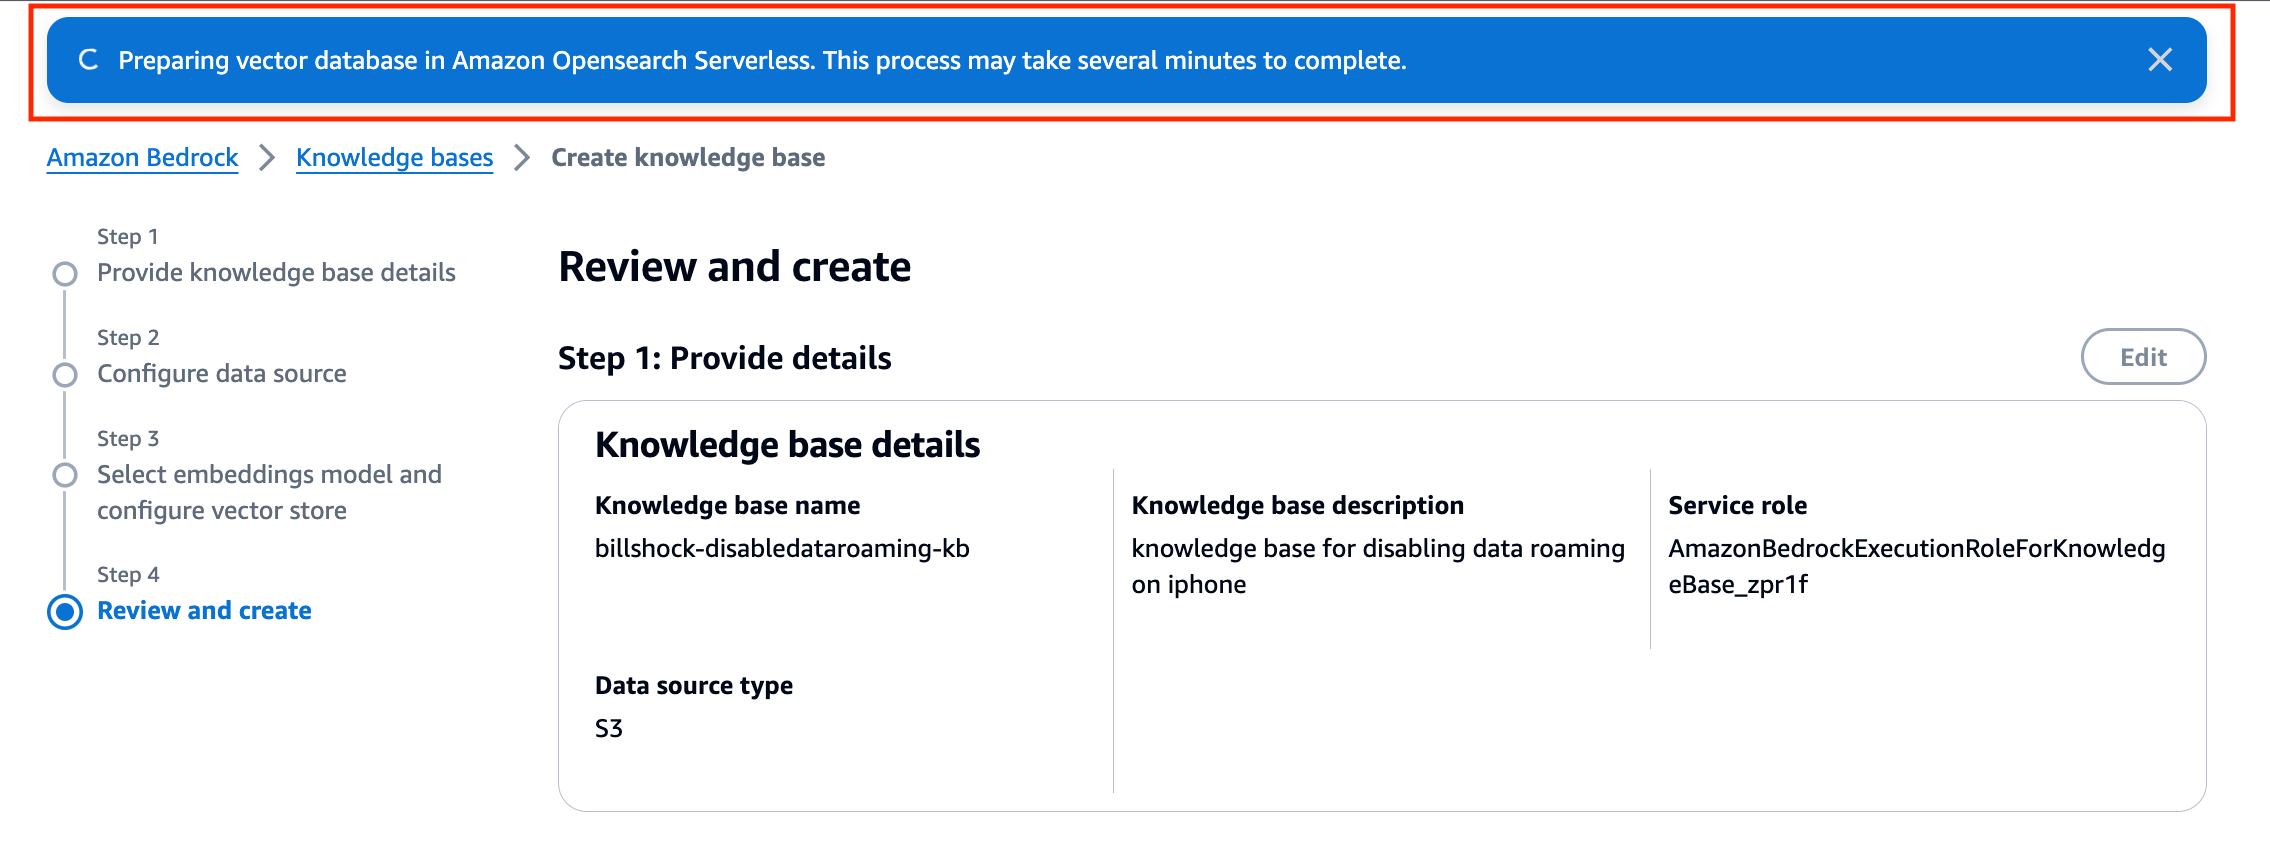 Preparing vector database in Amazon Opensearch Serverless. This process may take several minutes to complete.
Amazon Bedrock
Knowledge bases
Create knowledge base
Step 1
Provide knowledge base details
Step 2
Configure data source
Step 3
Select embeddings model and
configure vector store
Step 4
Review and create
Review and create
Step 1: Provide details
Edit
Knowledge base details
Knowledge base name
billshock-disabledataroaming-kb
Knowledge base description
knowledge base for disabling data roaming
on iphone
Service role
AmazonBedrockExecutionRoleForKnowledg
eBase_zpr1f
Data source type
S3